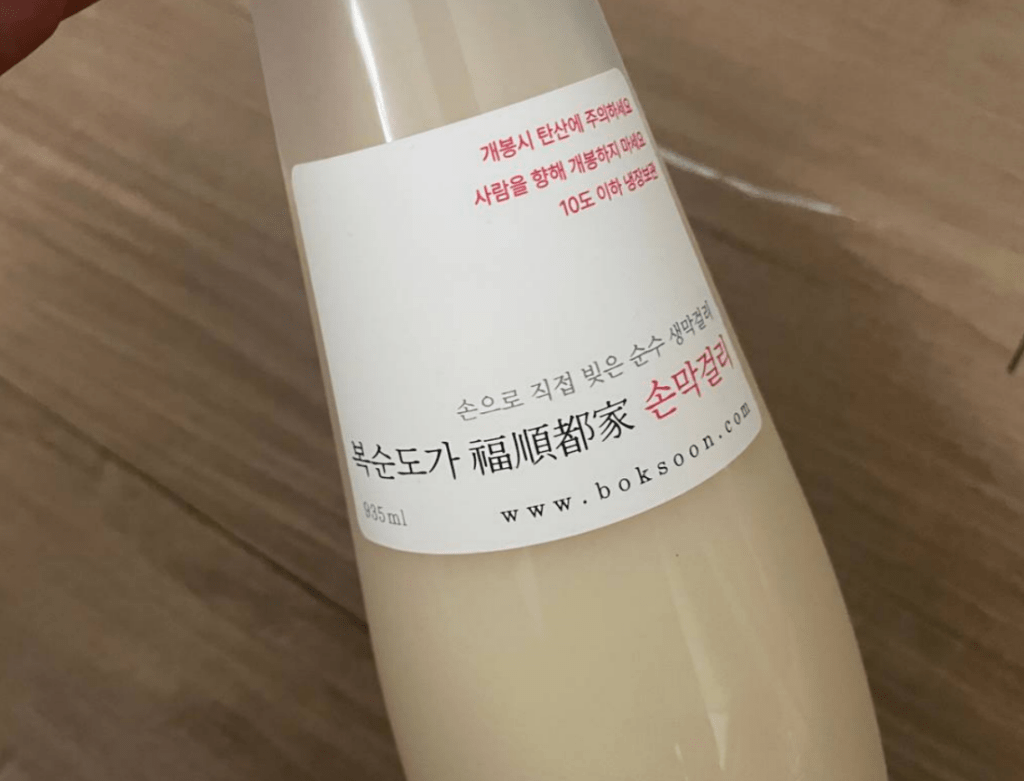 개봉시 탄산에 주의하세요
사람을 향해 개봉하지 마세요
10도 이하 냉장보관
손으로 직접 빚은 순수 생막걸리
복순도가 福順都家 손막걸리
935ml
www.boksoon.com